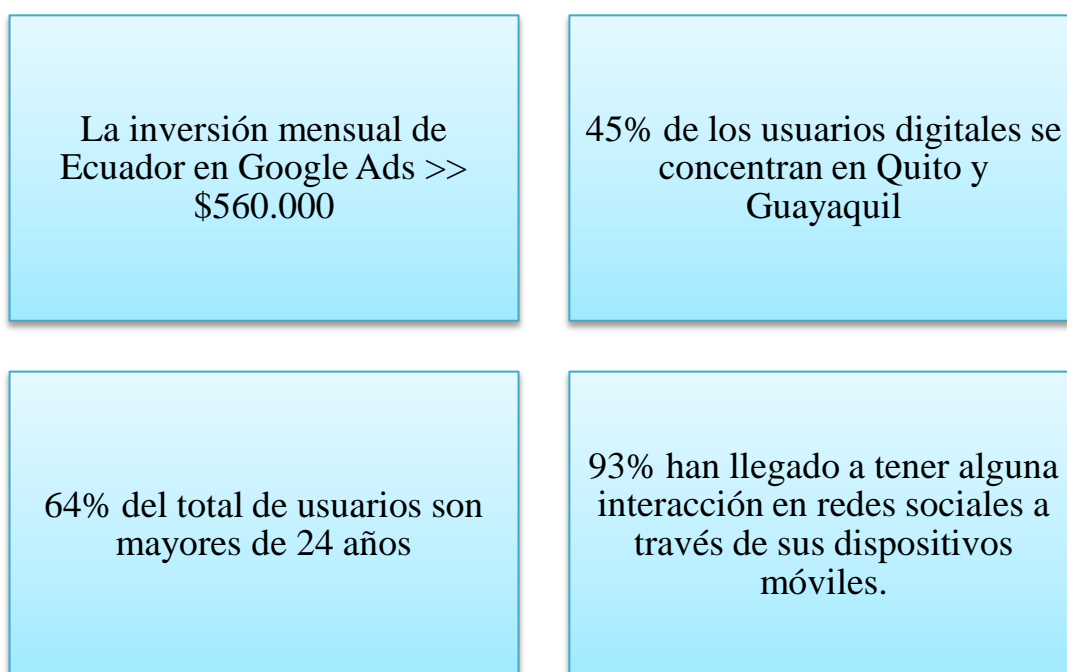 La inversión mensual de
Ecuador en Google Ads >>
$560.000
45% de los usuarios digitales se
concentran en Quito y
Guayaquil
64% del total de usuarios son
mayores de 24 años
93% han llegado a tener alguna
interacción en redes sociales a
través de sus dispositivos
móviles.